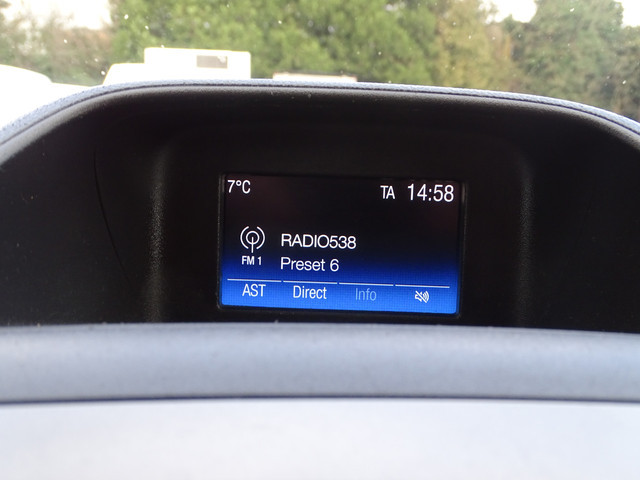 7°C TA 14:58
RADIO538
FM 1 Preset 6
AST Direct Info